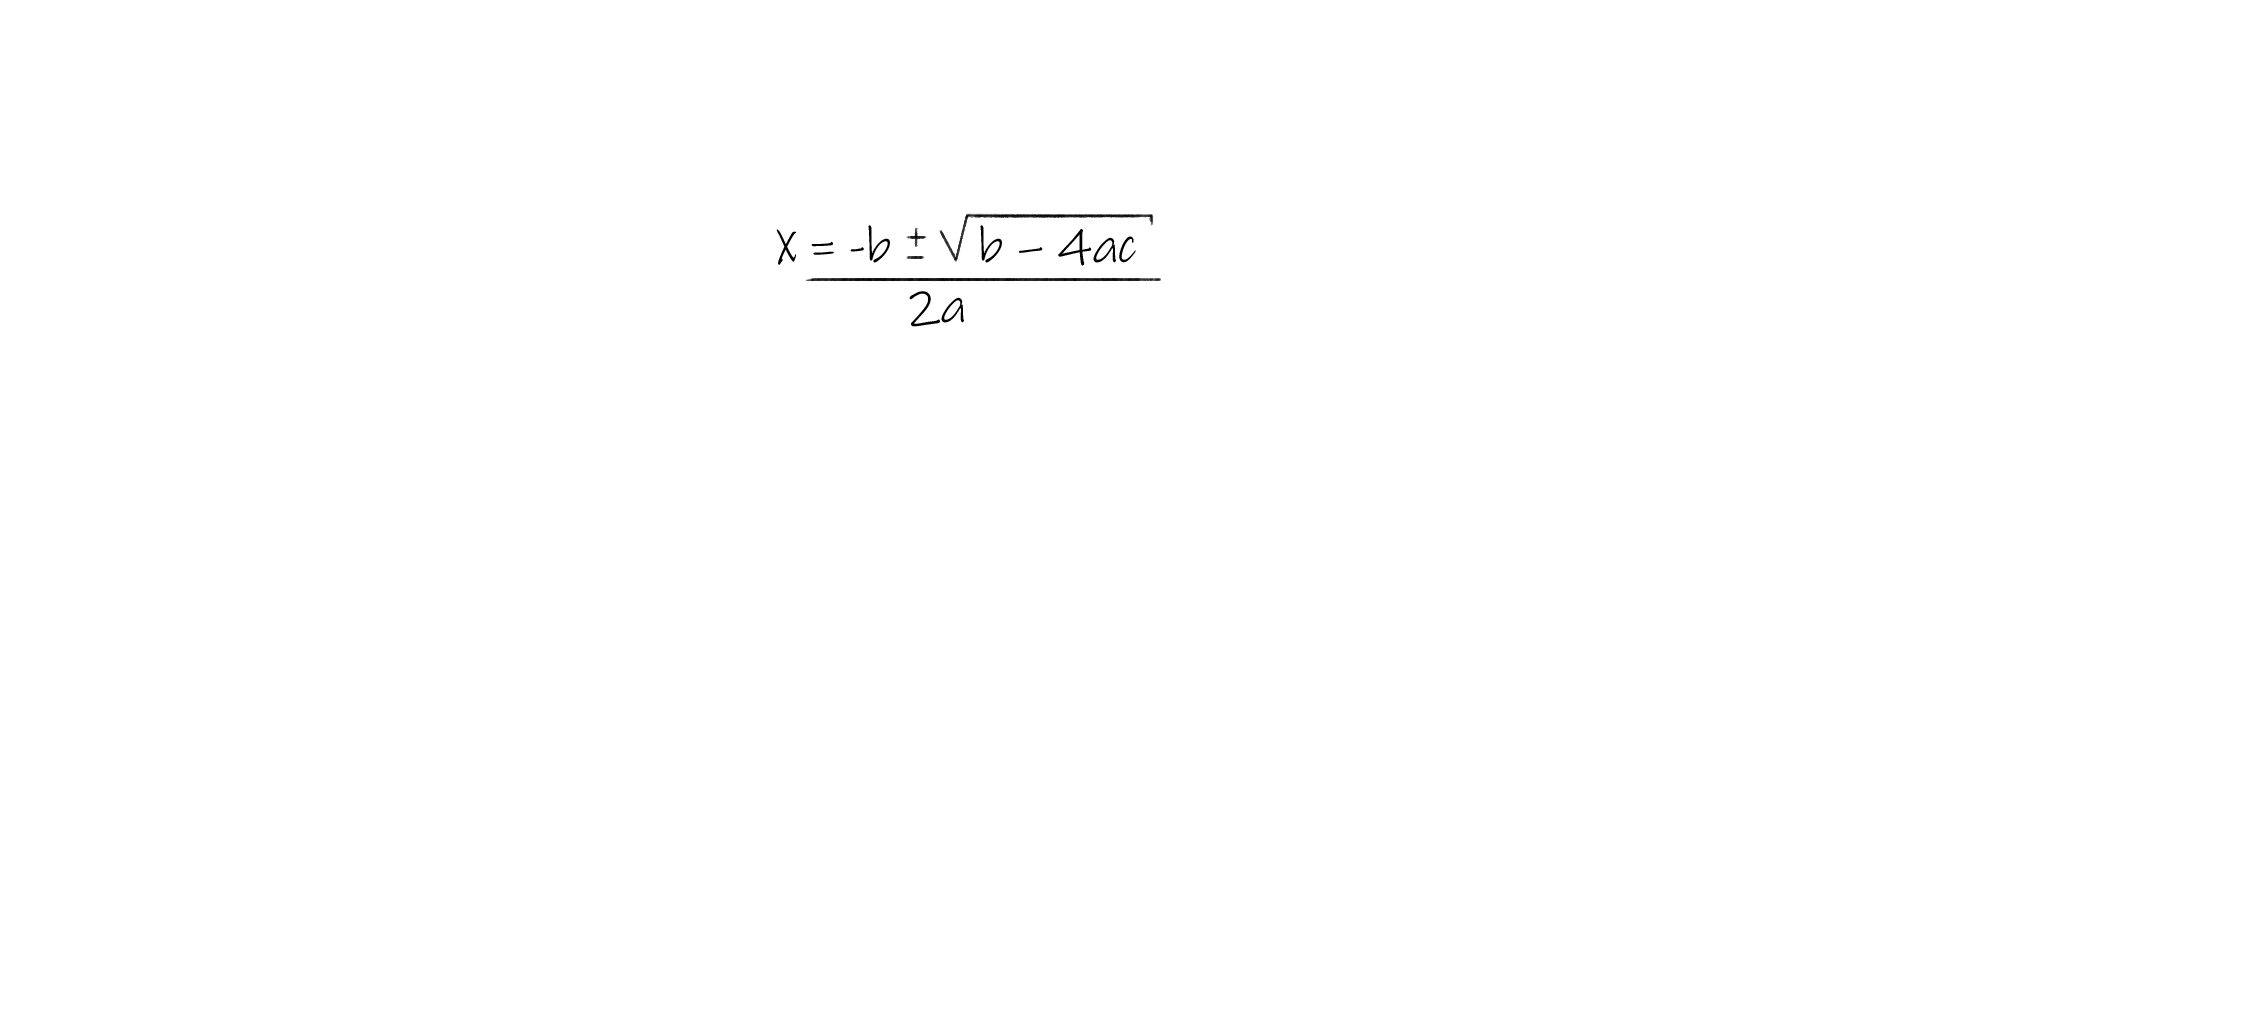 x = -b ± √b - 4ac
2a